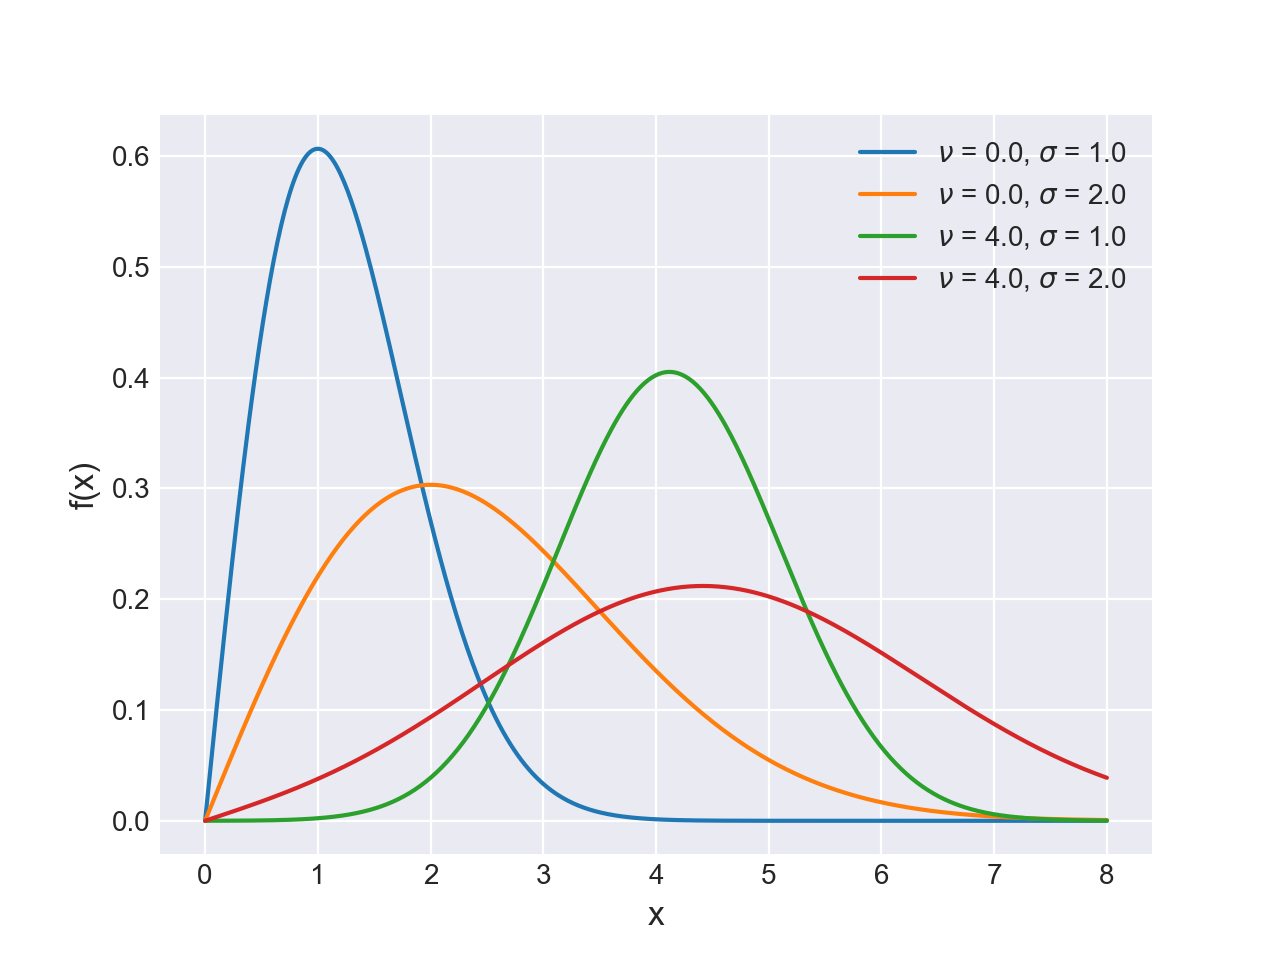 ν = 0.0, σ = 1.0
ν = 0.0, σ = 2.0
ν = 4.0, σ = 1.0
ν = 4.0, σ = 2.0
0.6
0.5
0.4
0.3
0.2
0.1
0.0
f(x)
0 1 2 3 4 5 6 7 8
x